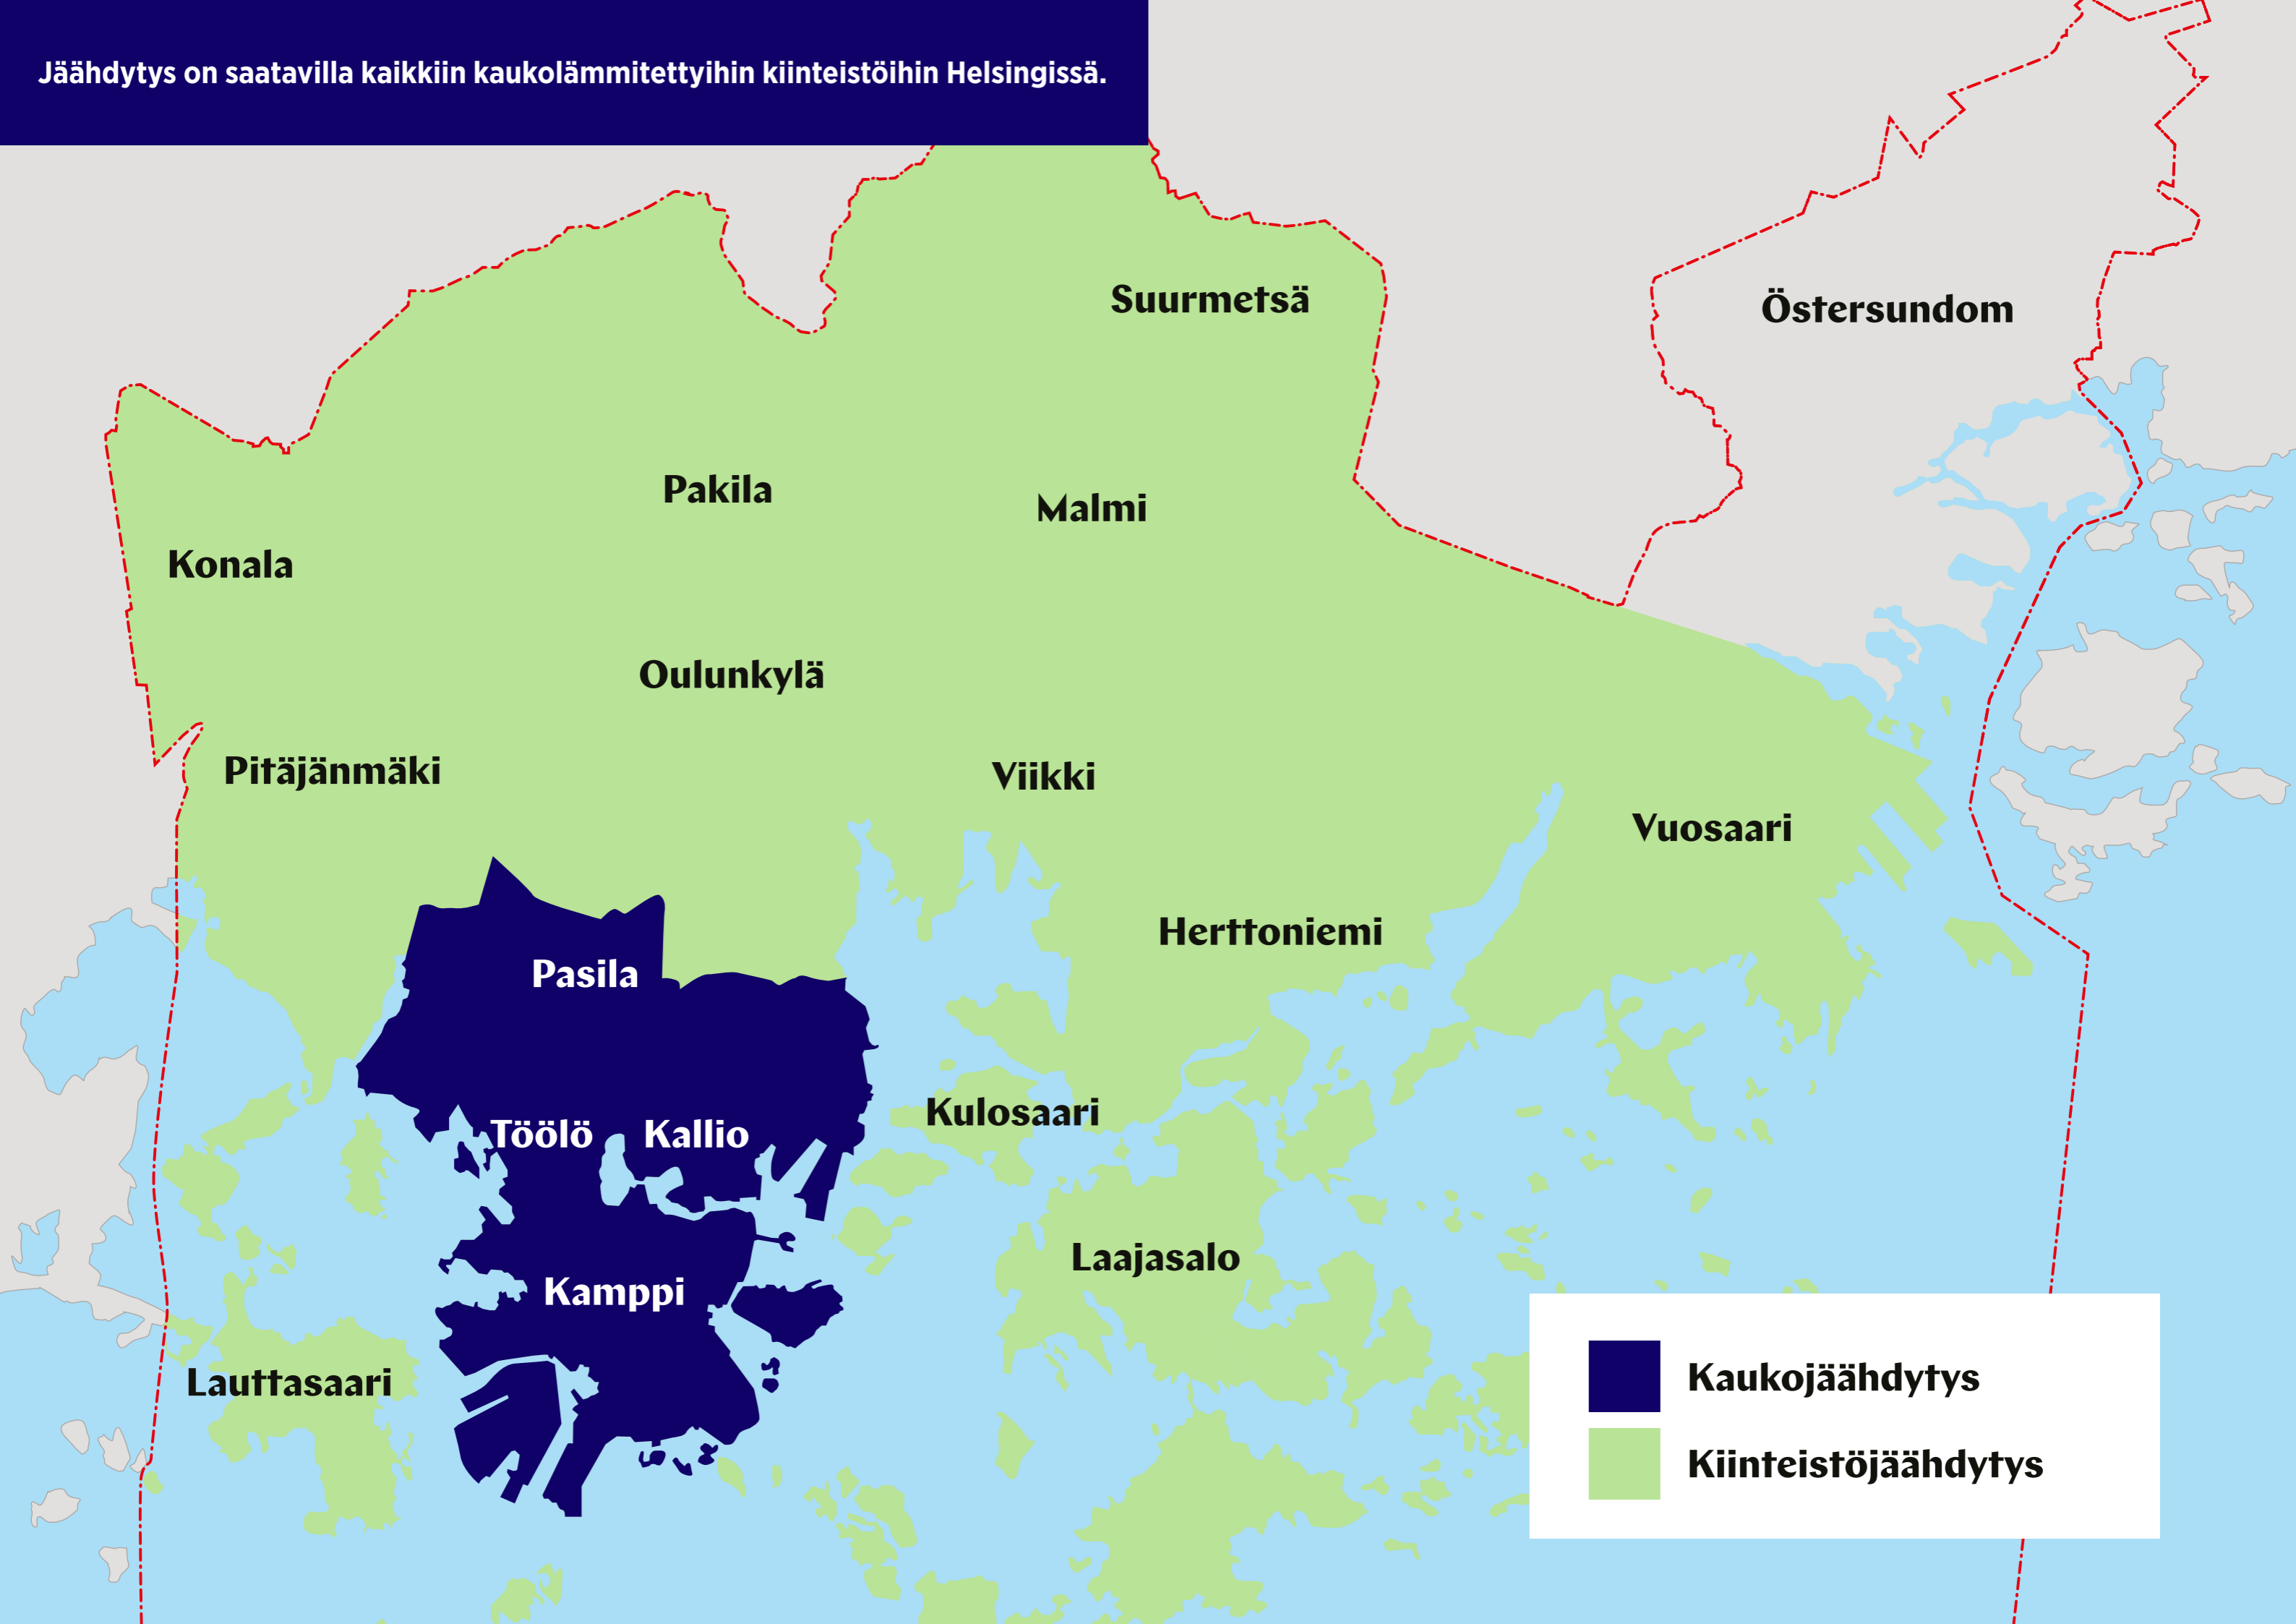 Jäähdytys on saatavilla kaikkiin kaukolämmitettyihin kiinteistöihin Helsingissä.
Suurmetsä
Östersundom
Pakila
Malmi
Konala
Oulunkylä
Pitäjänmäki
Viikki
Vuosaari
Herttoniemi
Pasila
Kulosaari
Töölö
Kallio
Laajasalo
Kamppi
Lauttasaari
Kaukojäähdytys
Kiinteistöjäähdytys